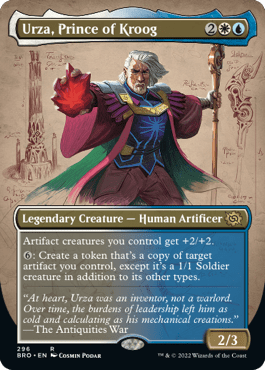 Urza, Prince of Kroog 2
Legendary Creature — Human Artificer
Artifact creatures you control get +2/+2.
6: Create a token that's a copy of target
artifact you control, except it's a 1/1 Soldier
creature in addition to its other types.
"At heart, Urza was an inventor, not a warlord.
Over time, the burdens of leadership left him as
cold and calculating as his mechanical creations."
—The Antiquities War
2/3
296 R
BRO • EN COSMIN PODAR
™ & © 2022 Wizards of the Coast